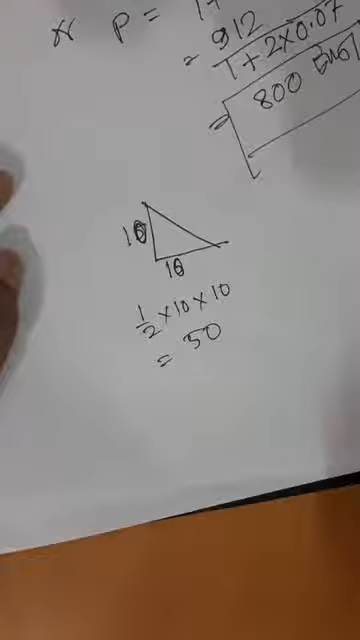 P =
= 912
1 + 2×0.07
= 800
10
10
1/2 × 10 × 10
= 50